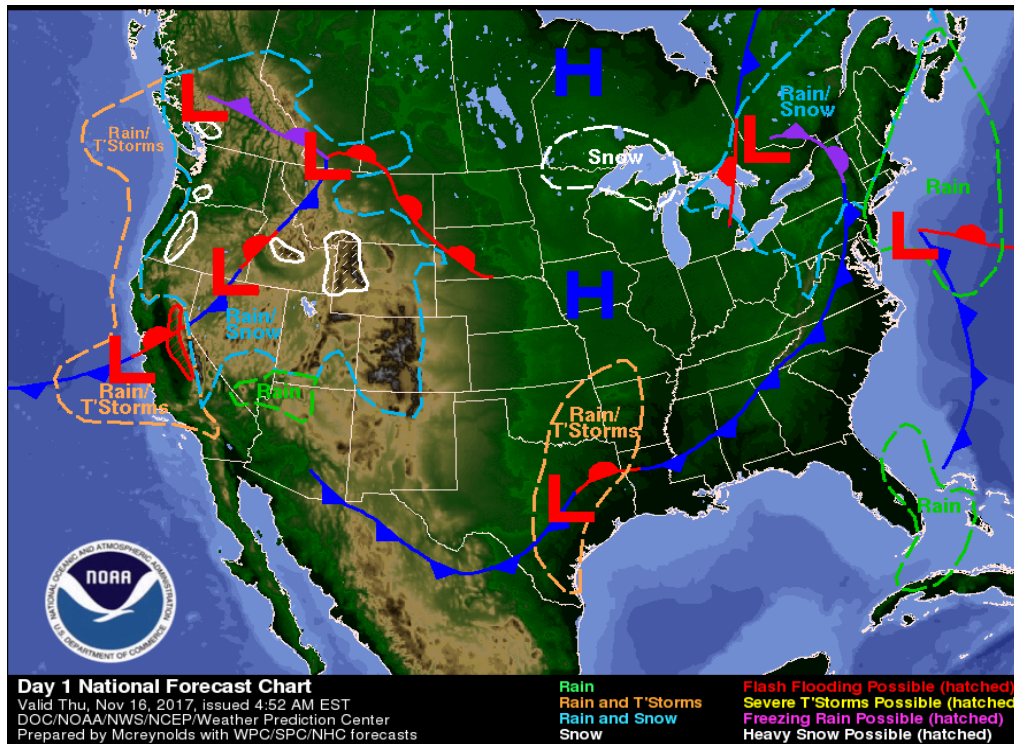 H
L
Rain/
Snow
Rain/
T'Storms
L
L
Snow
Rain
L
L
H
Rain/
Snow
L
Rain/
T'Storms
Rain
Rain/
T'Storms
L
Rain
NATIONAL OCEANIC AND ATMOSPHERIC ADMINISTRATION
NOAA
U.S. DEPARTMENT OF COMMERCE
Day 1 National Forecast Chart
Valid Thu, Nov 16, 2017, issued 4:52 AM EST
DOC/NOAA/NWS/NCEP/Weather Prediction Center
Prepared by Mcreynolds with WPC/SPC/NHC forecasts
Rain
Rain and T'Storms
Rain and Snow
Snow
Flash Flooding Possible (hatched)
Severe T'Storms Possible (hatched)
Freezing Rain Possible (hatched)
Heavy Snow Possible (hatched)